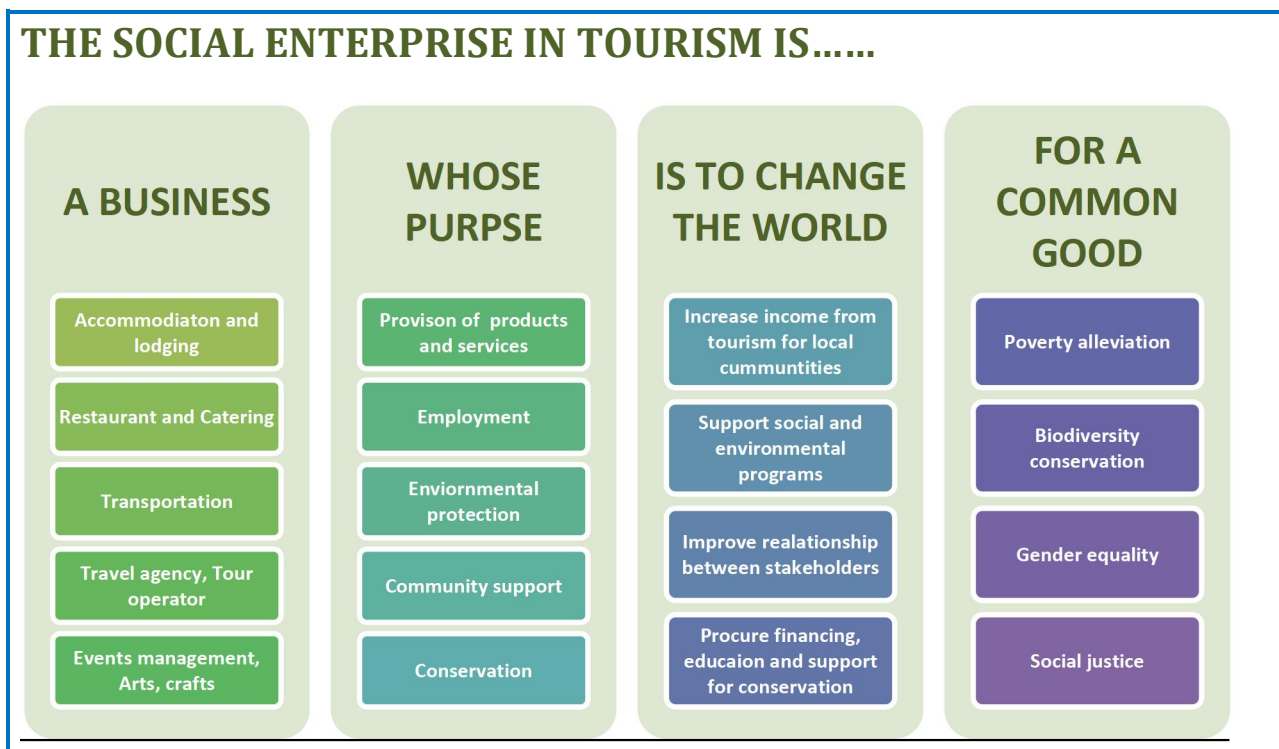 THE SOCIAL ENTERPRISE IN TOURISM IS......
A BUSINESS
Accommodiaton and
lodging
Restaurant and Catering
Transportation
Travel agency, Tour
operator
Events management,
Arts, crafts
WHOSE
PURPSE
Provison of products
and services
Employment
Enviornmental
protection
Community support
Conservation
IS TO CHANGE
THE WORLD
Increase income from
tourism for local
cummuntities
Support social and
environmental
programs
Improve realationship
between stakeholders
Procure financing,
educaion and support
for conservation
FOR A
COMMON
GOOD
Poverty alleviation
Biodiversity
conservation
Gender equality
Social justice